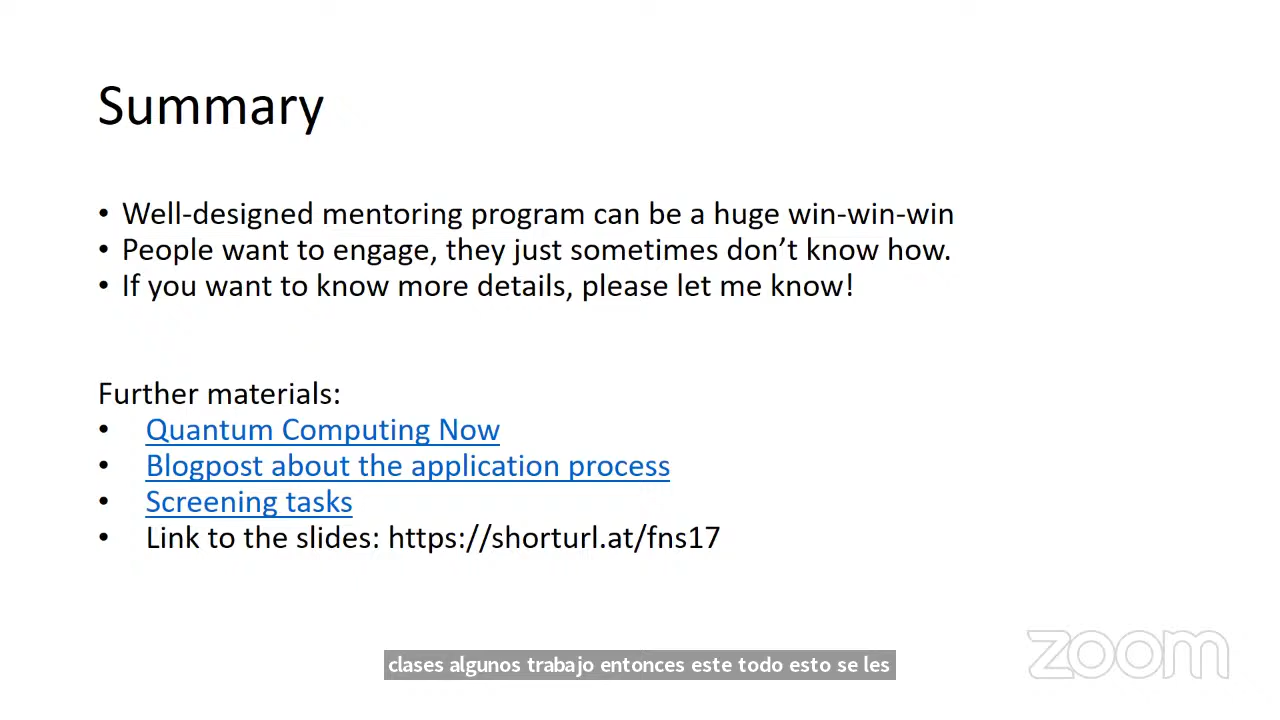 Summary
• Well-designed mentoring program can be a huge win-win-win
• People want to engage, they just sometimes don’t know how.
• If you want to know more details, please let me know!
Further materials:
• Quantum Computing Now
• Blogpost about the application process
• Screening tasks
• Link to the slides: https://shorturl.at/fns17
clases algunos trabajo entonces este todo esto se les
zoom